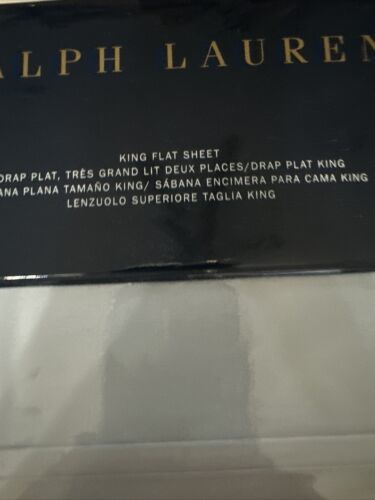 ALPH LAUREN
KING FLAT SHEET
DRAP PLAT, TRÈS GRAND LIT DEUX PLACES/DRAP PLAT KING
ANA PLANA TAMAÑO KING/ SÁBANA ENCIMERA PARA CAMA KING
LENZUOLO SUPERIORE TAGLIA KING